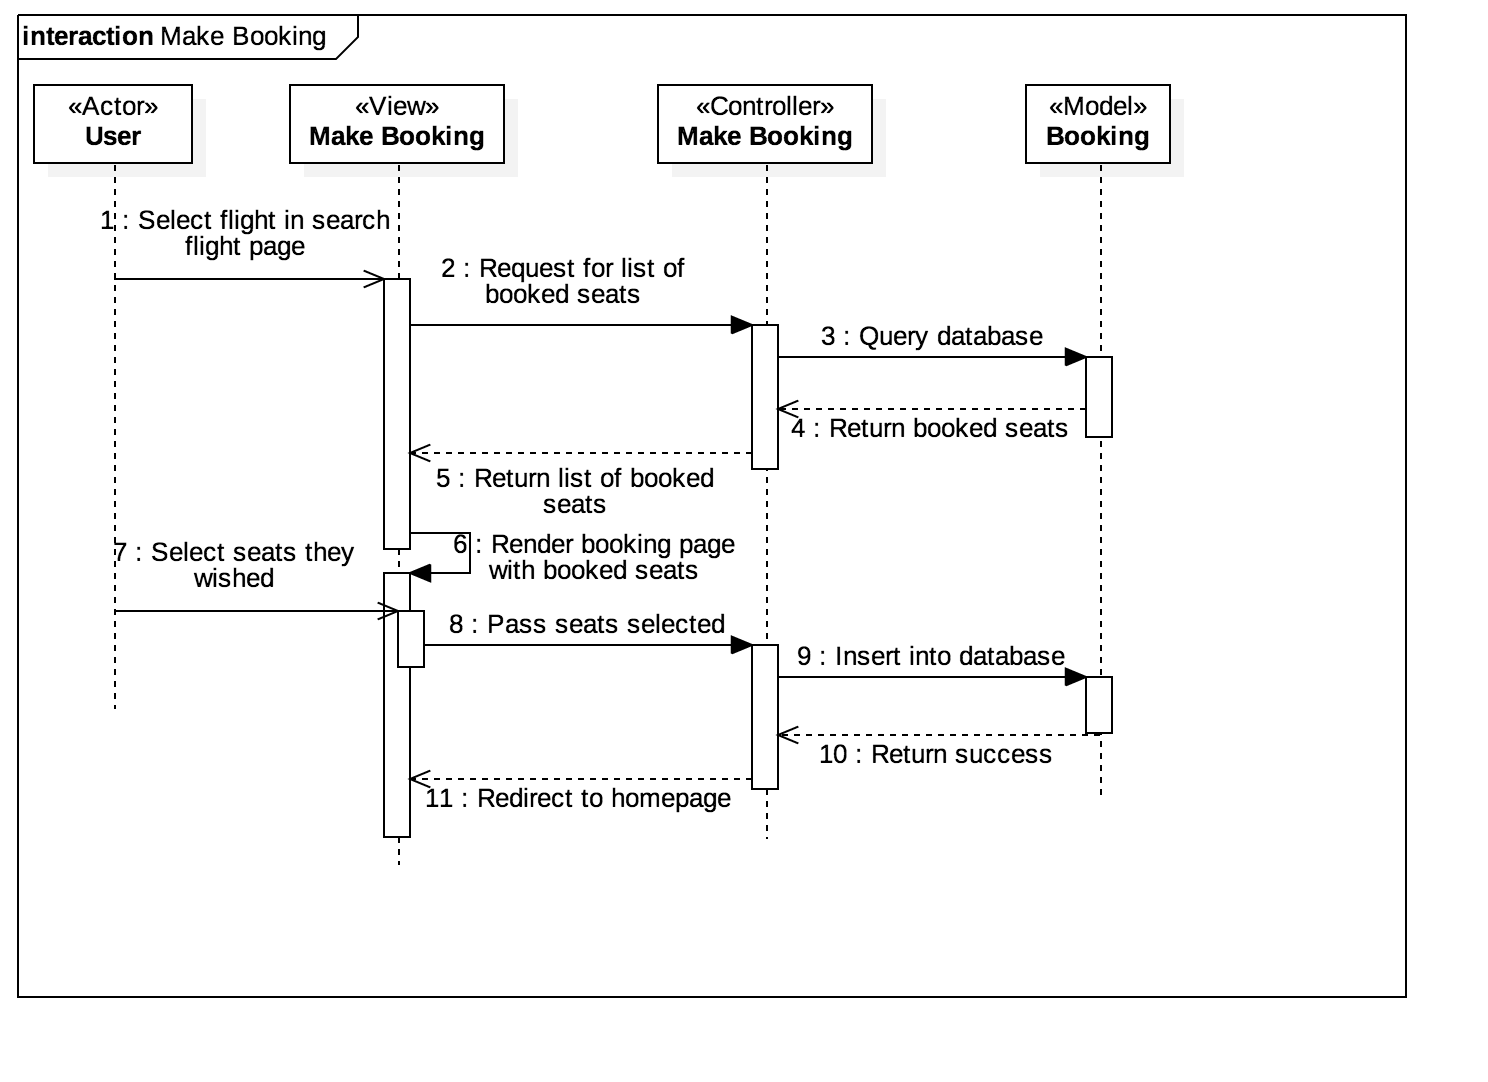 interaction Make Booking
«Actor»
User
«View»
Make Booking
«Controller»
Make Booking
«Model»
Booking
1 : Select flight in search
flight page
2 : Request for list of
booked seats
3 : Query database
4 : Return booked seats
5 : Return list of booked
seats
6 : Render booking page
with booked seats
7 : Select seats they
wished
8 : Pass seats selected
9 : Insert into database
10 : Return success
11 : Redirect to homepage